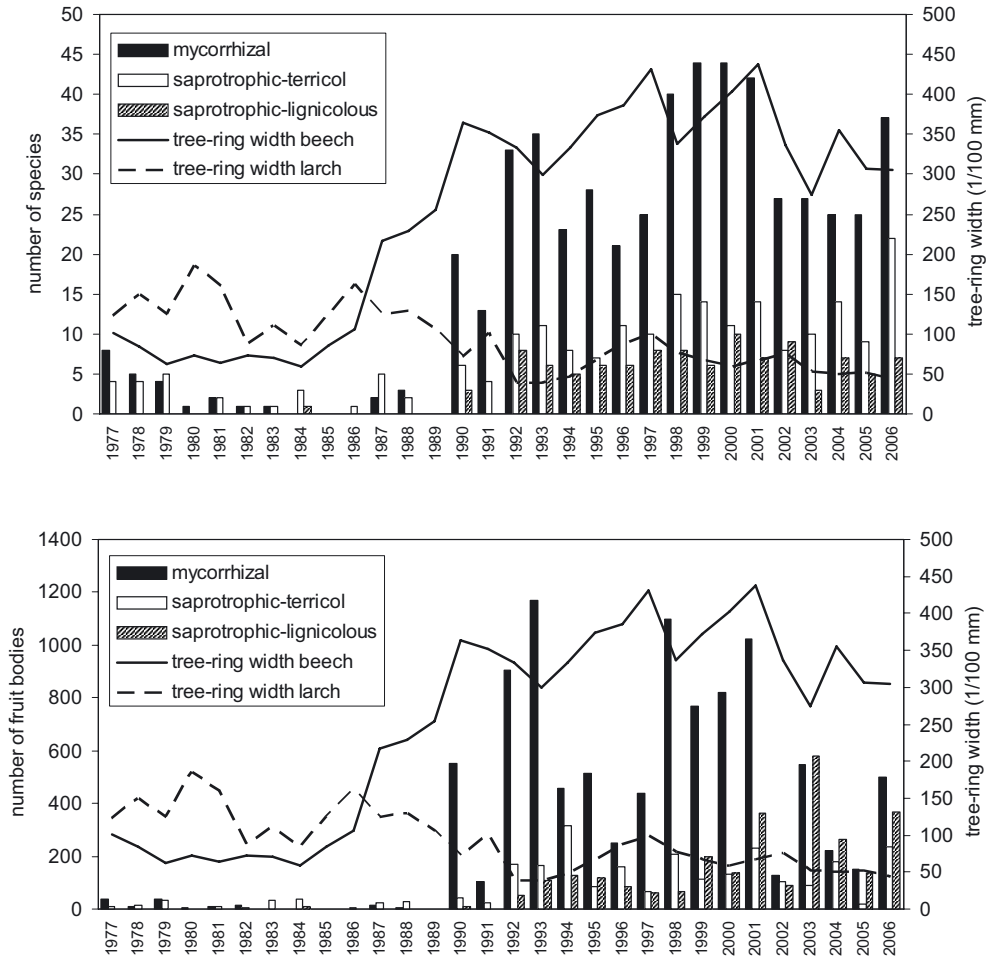 50
45
40
35
30
25
20
15
10
5
0
number of species
mycorrhizal
saprotrophic-terricol
saprotrophic-lignicolous
tree-ring width beech
tree-ring width larch
500
450
400
350
300
250
200
150
100
50
0
tree-ring width (1/100 mm)
1977 1978 1979 1980 1981 1982 1983 1984 1985 1986 1987 1988 1989 1990 1991 1992 1993 1994 1995 1996 1997 1998 1999 2000 2001 2002 2003 2004 2005 2006
1400
1200
1000
800
600
400
200
0
number of fruit bodies
mycorrhizal
saprotrophic-terricol
saprotrophic-lignicolous
tree-ring width beech
tree-ring width larch
500
450
400
350
300
250
200
150
100
50
0
tree-ring width (1/100 mm)
1977 1978 1979 1980 1981 1982 1983 1984 1985 1986 1987 1988 1989 1990 1991 1992 1993 1994 1995 1996 1997 1998 1999 2000 2001 2002 2003 2004 2005 2006